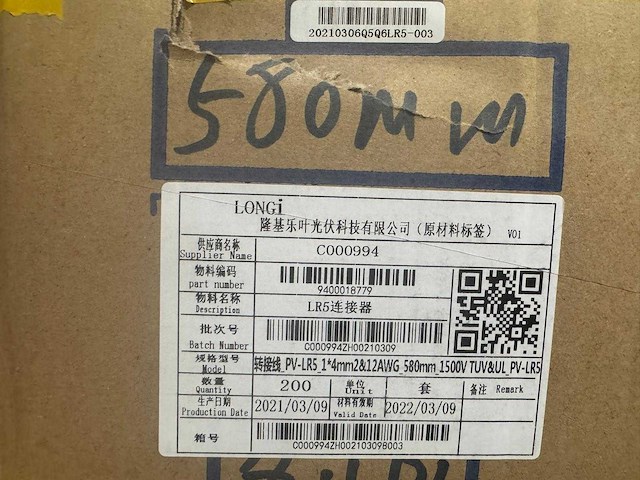 20210306Q5Q6LR5-003
580mm
LONGi
隆基乐叶光伏科技有限公司（原材料标签） V01
供应商名称
Supplier Name
C000994
物料编码
part number
9400018779
物料名称
Description
LR5连接器
批次号
Batch Number
C000994ZH00210309
规格型号
Model
转接线_PV-LR5_1*4mm2&12AWG_580mm_1500V TUV&UL_PV-LR5
数量
Quantity
200
单位
Unit
套
备注 Remark
生产日期
Production Date
2021/03/09
材料有效期
Valid Date
2022/03/09
箱号
C000994ZH002103098003